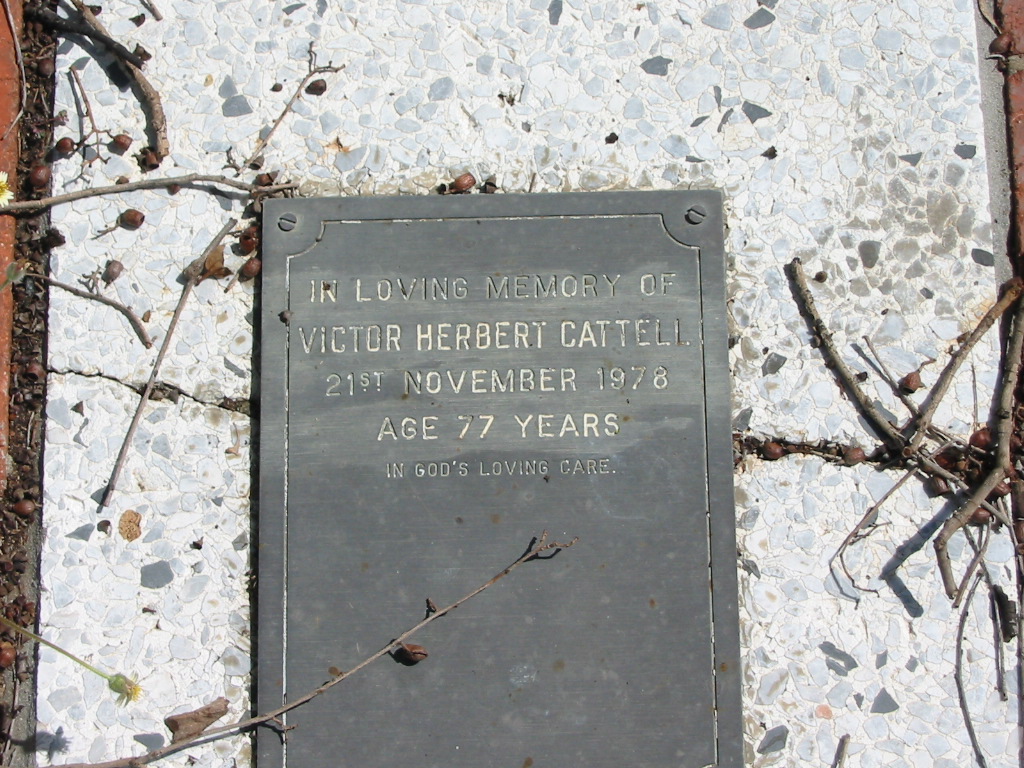 IN LOVING MEMORY OF
VICTOR HERBERT CATTELL
21ST NOVEMBER 1978
AGE 77 YEARS
IN GOD'S LOVING CARE.